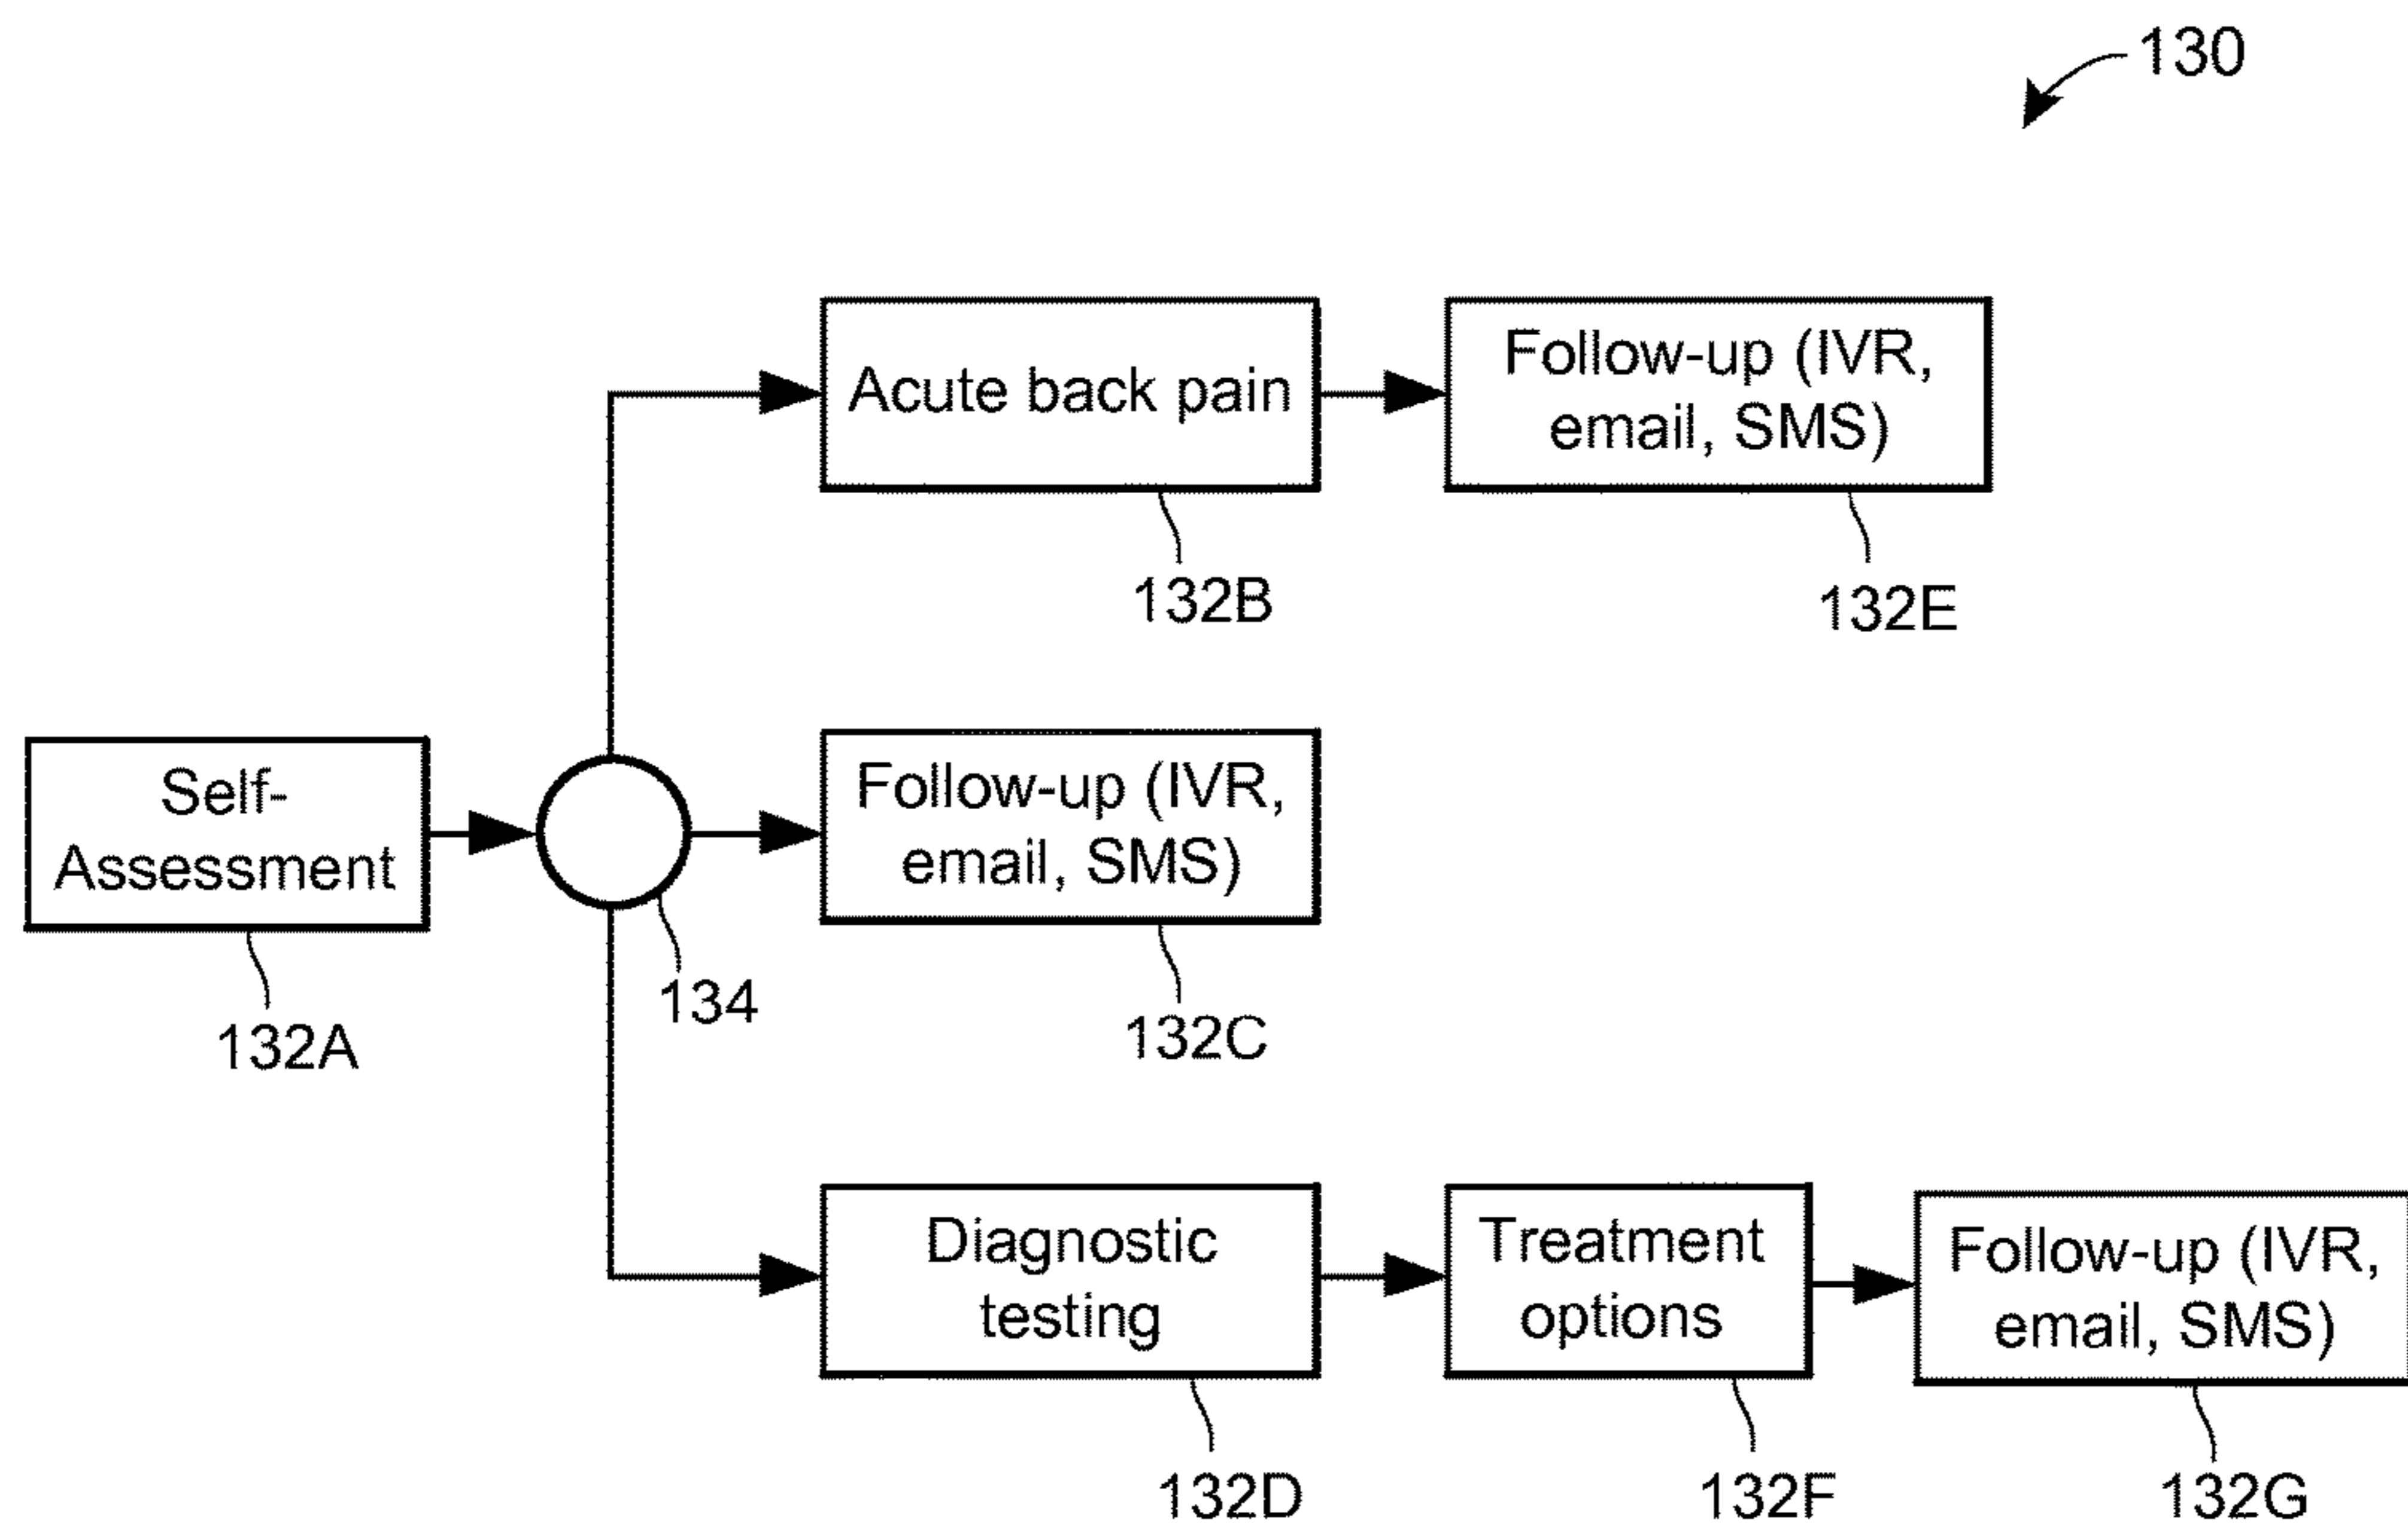 130
Acute back pain
Follow-up (IVR,
email, SMS)
132B
132E
Self-
Assessment
Follow-up (IVR,
email, SMS)
134
132A
132C
Diagnostic
testing
Treatment
options
Follow-up (IVR,
email, SMS)
132D
132F
132G